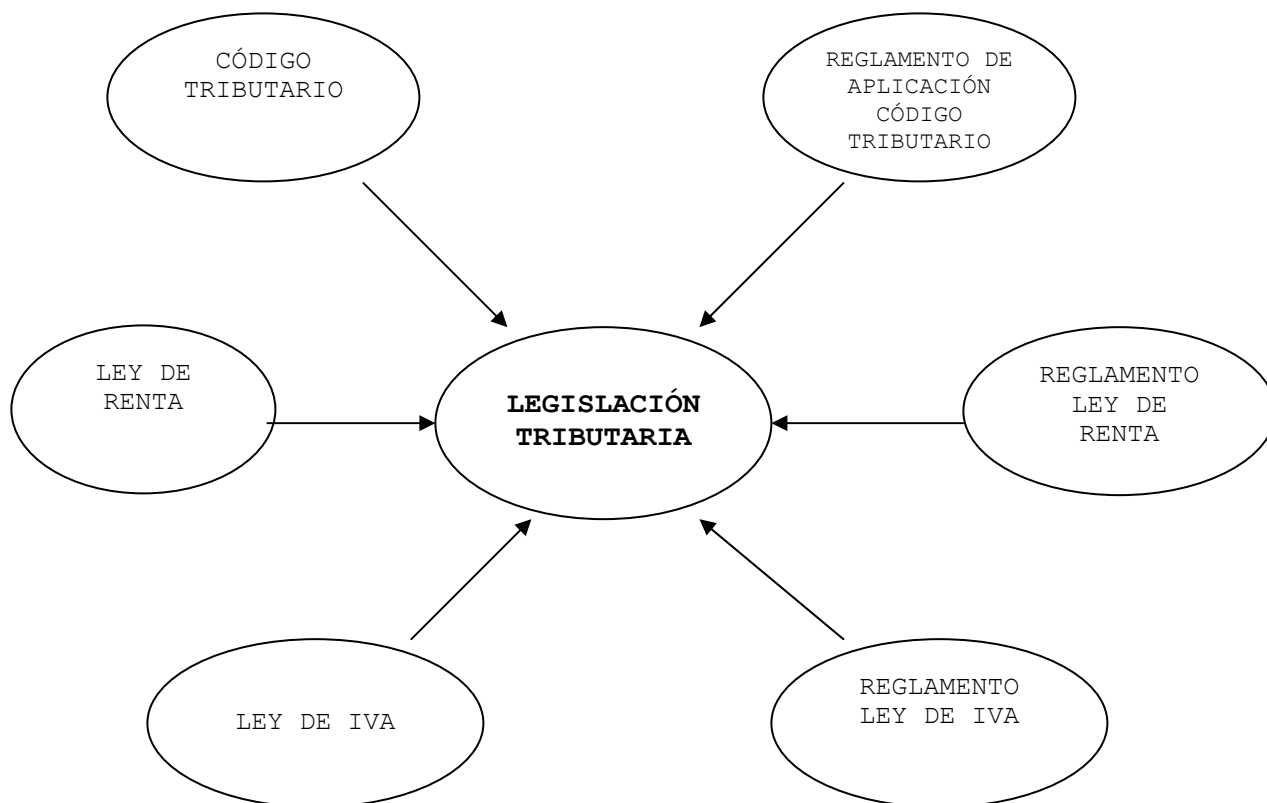 CÓDIGO
TRIBUTARIO
REGLAMENTO DE
APLICACIÓN
CÓDIGO
TRIBUTARIO
LEY DE
RENTA
LEGISLACIÓN
TRIBUTARIA
REGLAMENTO
LEY DE
RENTA
LEY DE IVA
REGLAMENTO
LEY DE IVA